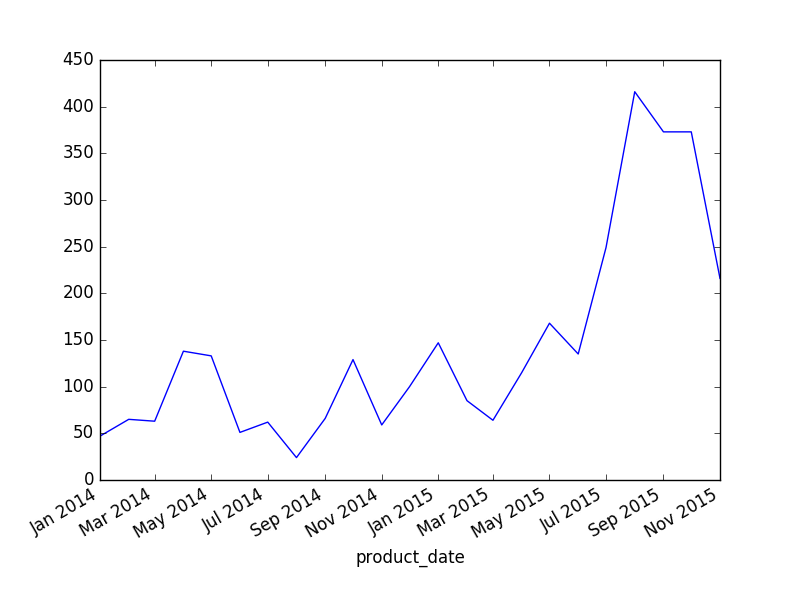 450
400
350
300
250
200
150
100
50
0
Jan 2014
Mar 2014
May 2014
Jul 2014
Sep 2014
Nov 2014
Jan 2015
Mar 2015
May 2015
Jul 2015
Sep 2015
Nov 2015
product_date